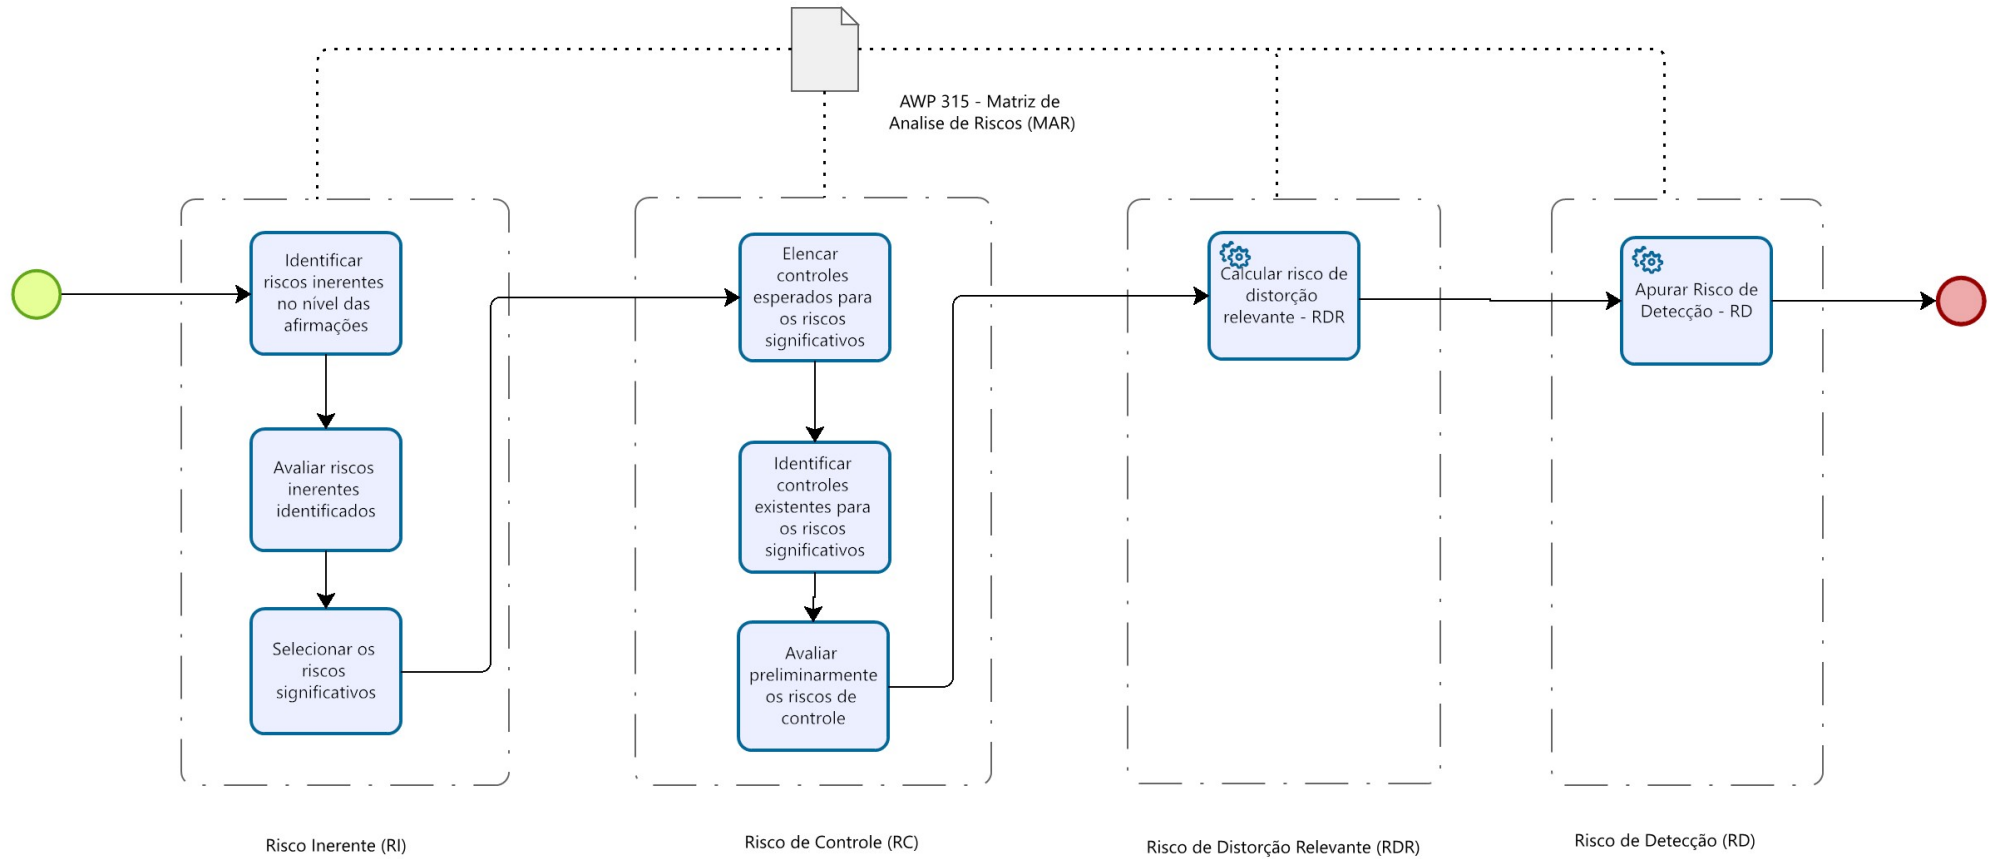 AWP 315 - Matriz de
Analise de Riscos (MAR)
Identificar
riscos inerentes
no nível das
afirmações
Avaliar riscos
inerentes
identificados
Selecionar os
riscos
significativos
Risco Inerente (RI)
Elencar
controles
esperados para
os riscos
significativos
Identificar
controles
existentes para
os riscos
significativos
Avaliar
preliminarmente
os riscos de
controle
Risco de Controle (RC)
Calcular risco de
distorção
relevante - RDR
Risco de Distorção Relevante (RDR)
Apurar Risco de
Detecção - RD
Risco de Detecção (RD)